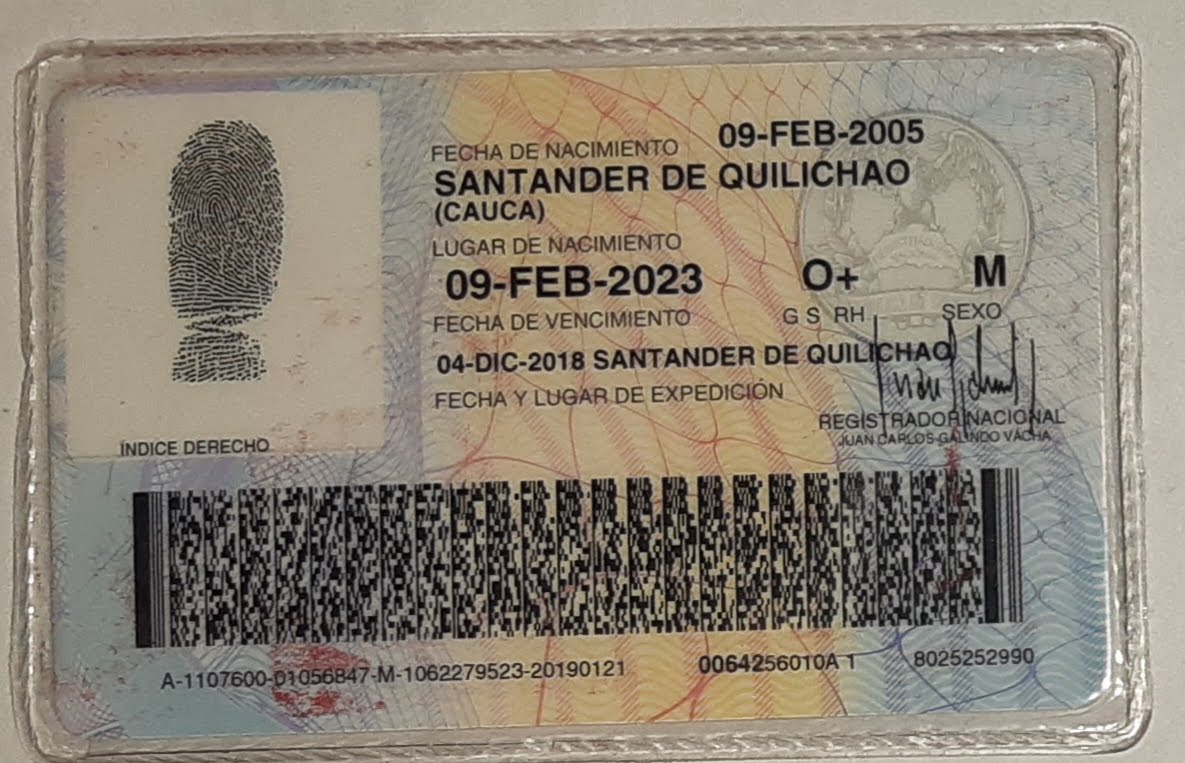 FECHA DE NACIMIENTO 09-FEB-2005
SANTANDER DE QUILICHAO
(CAUCA)
LUGAR DE NACIMIENTO
09-FEB-2023 O+ M
FECHA DE VENCIMIENTO G S RH SEXO
04-DIC-2018 SANTANDER DE QUILICHAO
FECHA Y LUGAR DE EXPEDICIÓN
REGISTRADOR NACIONAL
JUAN CARLOS GALINDO VÁCHA
ÍNDICE DERECHO
A-1107600-01056847-M-1062279523-20190121 0064256010A 1 8025252990